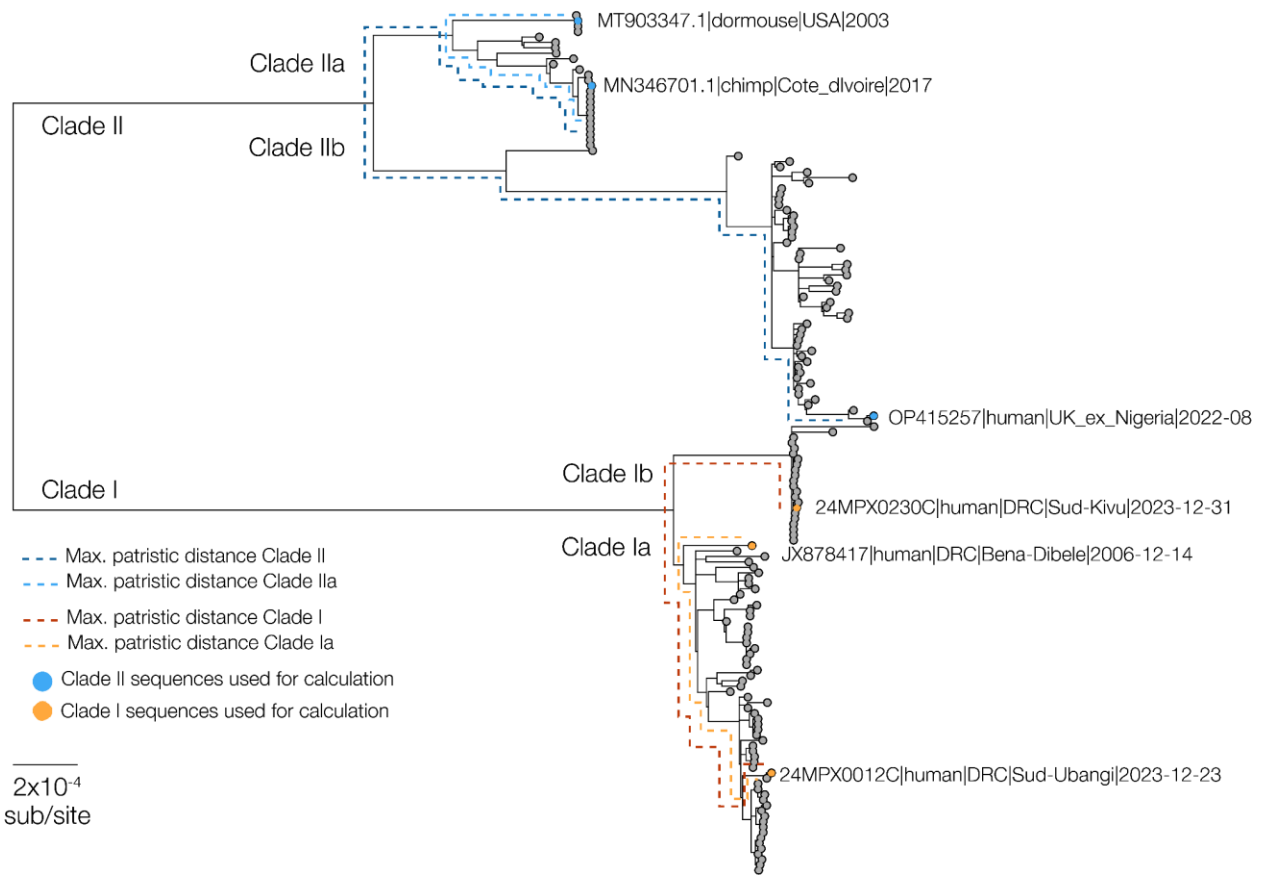 MT903347.1|dormouse|USA|2003
Clade IIa
MN346701.1|chimp|Cote_dIvoire|2017
Clade II
Clade IIb
OP415257|human|UK_ex_Nigeria|2022-08
Clade Ib
Clade I
24MPX0230C|human|DRC|Sud-Kivu|2023-12-31
Clade Ia
JX878417|human|DRC|Bena-Dibele|2006-12-14
Max. patristic distance Clade II
Max. patristic distance Clade IIa
Max. patristic distance Clade I
Max. patristic distance Clade Ia
Clade II sequences used for calculation
Clade I sequences used for calculation
24MPX0012C|human|DRC|Sud-Ubangi|2023-12-23
2x10⁻⁴
sub/site